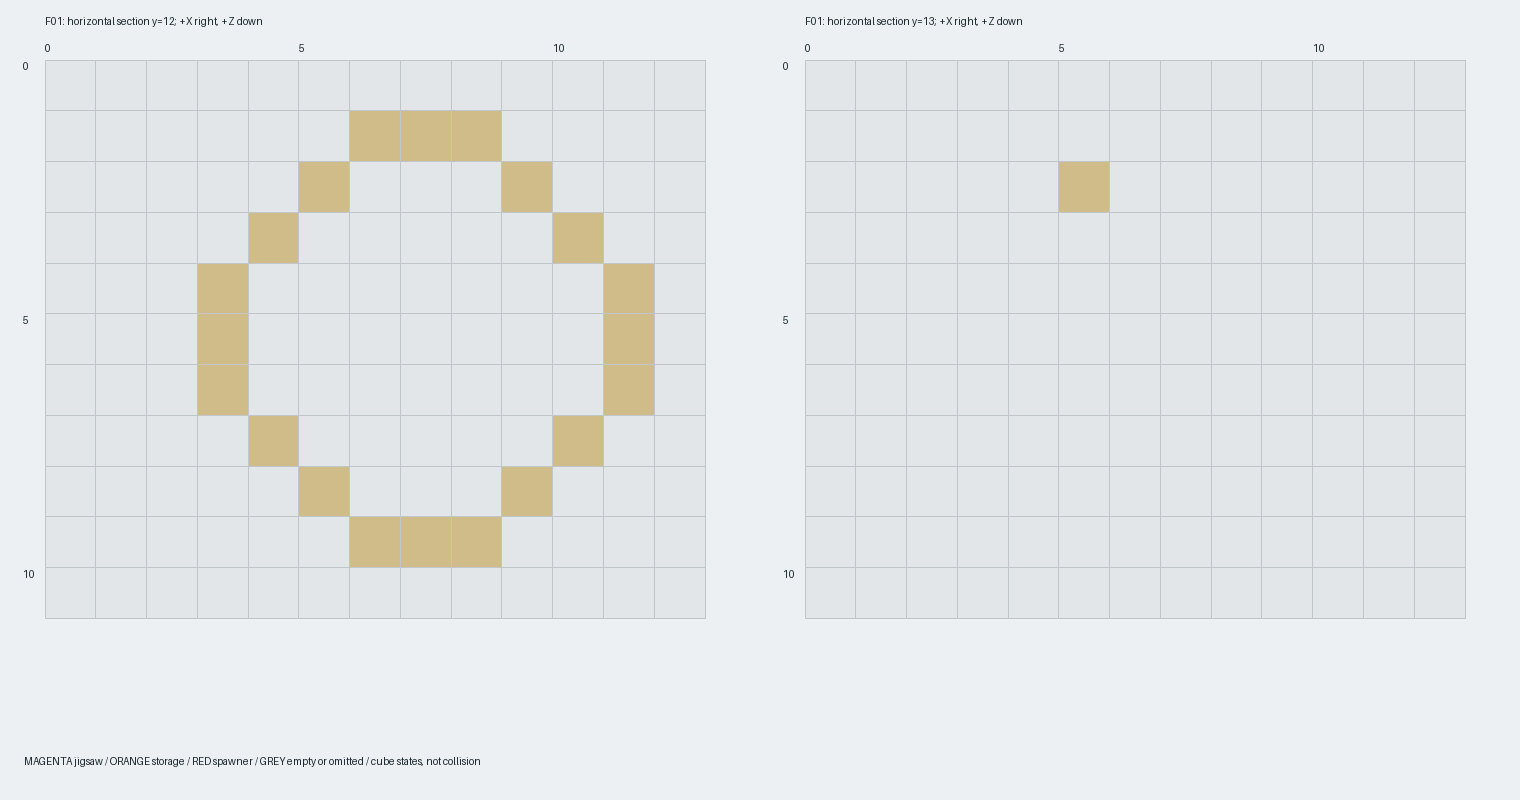 F01: horizontal section y=12; +X right, +Z down
0 5 10
0
5
10
F01: horizontal section y=13; +X right, +Z down
0 5 10
0
5
10
MAGENTA jigsaw / ORANGE storage / RED spawner / GREY empty or omitted / cube states, not collision